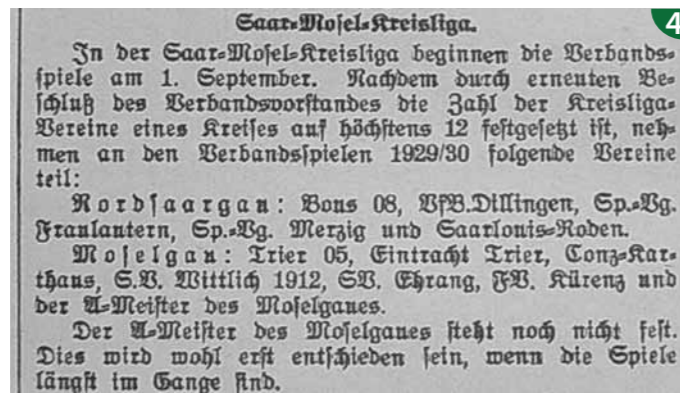 Saar-Mosel-Kreisliga.
4
In der Saar-Mosel-Kreisliga beginnen die Verbands-
spiele am 1. September. Nachdem durch erneuten Be-
schluß des Verbandsvorstandes die Zahl der Kreisliga-
Vereine eines Kreises auf höchstens 12 festgesetzt ist, neh-
men an den Verbandsspielen 1929/30 folgende Vereine
teil:
Nordsaargau: Bous 08, VfB.Dillingen, Sp.-Vg.
Fraulautern, Sp.-Vg. Merzig und Saarlouis-Roden.
Moselgau: Trier 05, Eintracht Trier, Conz-Kar-
thaus, S.V. Wittlich 1912, SV. Ehrang, FV. Kürenz und
der A-Meister des Moselgaues.
Der A-Meister des Moselgaues steht noch nicht fest.
Dies wird wohl erst entschieden sein, wenn die Spiele
längst im Gange sind.